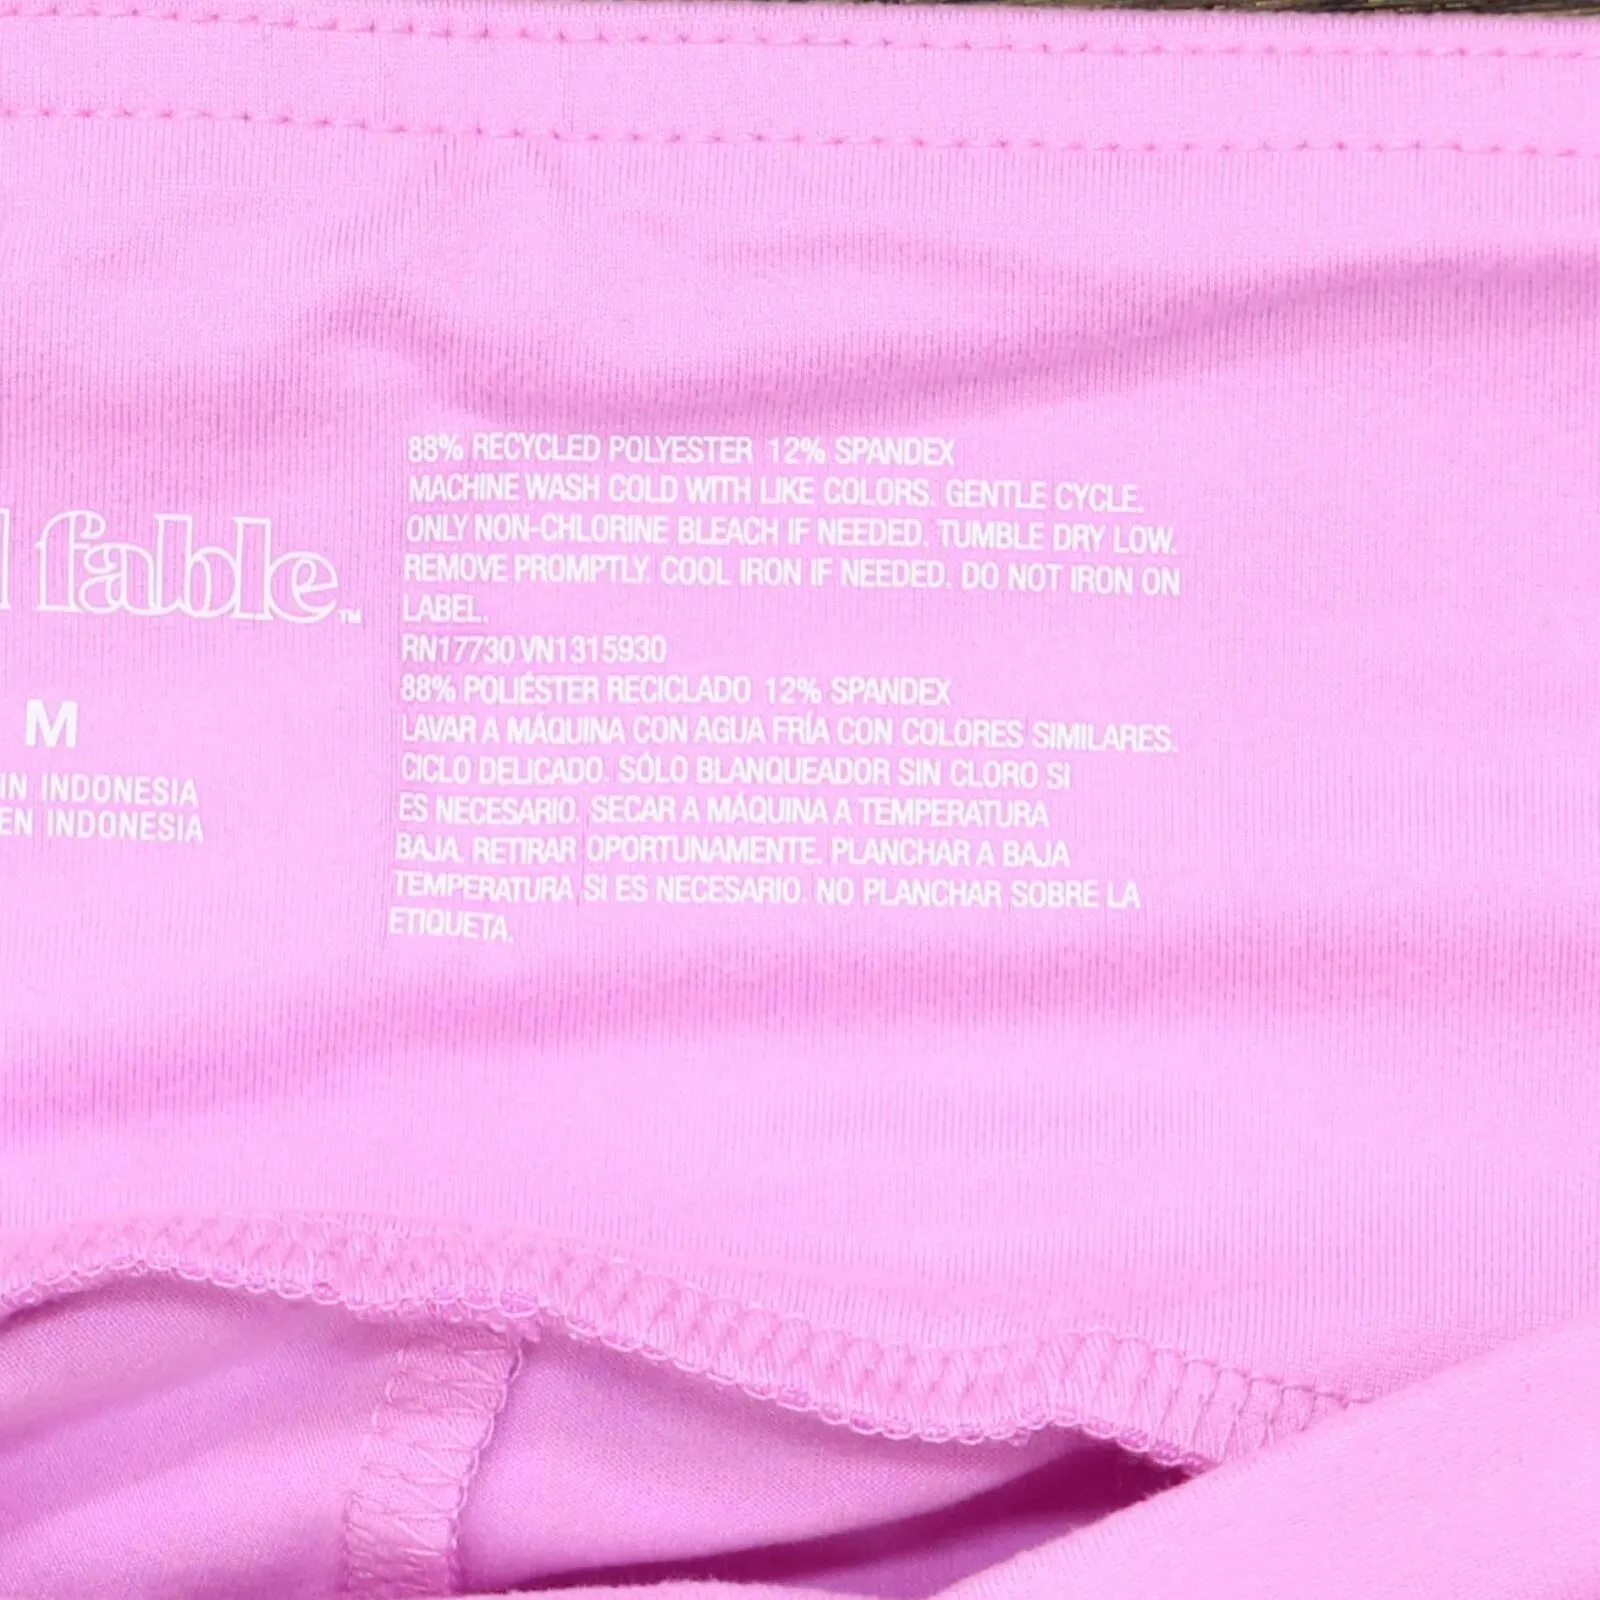 fable™
M
IN INDONESIA
EN INDONESIA
88% RECYCLED POLYESTER 12% SPANDEX
MACHINE WASH COLD WITH LIKE COLORS. GENTLE CYCLE.
ONLY NON-CHLORINE BLEACH IF NEEDED. TUMBLE DRY LOW.
REMOVE PROMPTLY. COOL IRON IF NEEDED. DO NOT IRON ON
LABEL.
RN17730 VN1315930
88% POLIÉSTER RECICLADO 12% SPANDEX
LAVAR A MÁQUINA CON AGUA FRÍA CON COLORES SIMILARES.
CICLO DELICADO. SÓLO BLANQUEADOR SIN CLORO SI
ES NECESARIO. SECAR A MÁQUINA A TEMPERATURA
BAJA. RETIRAR OPORTUNAMENTE. PLANCHAR A BAJA
TEMPERATURA SI ES NECESARIO. NO PLANCHAR SOBRE LA
ETIQUETA.